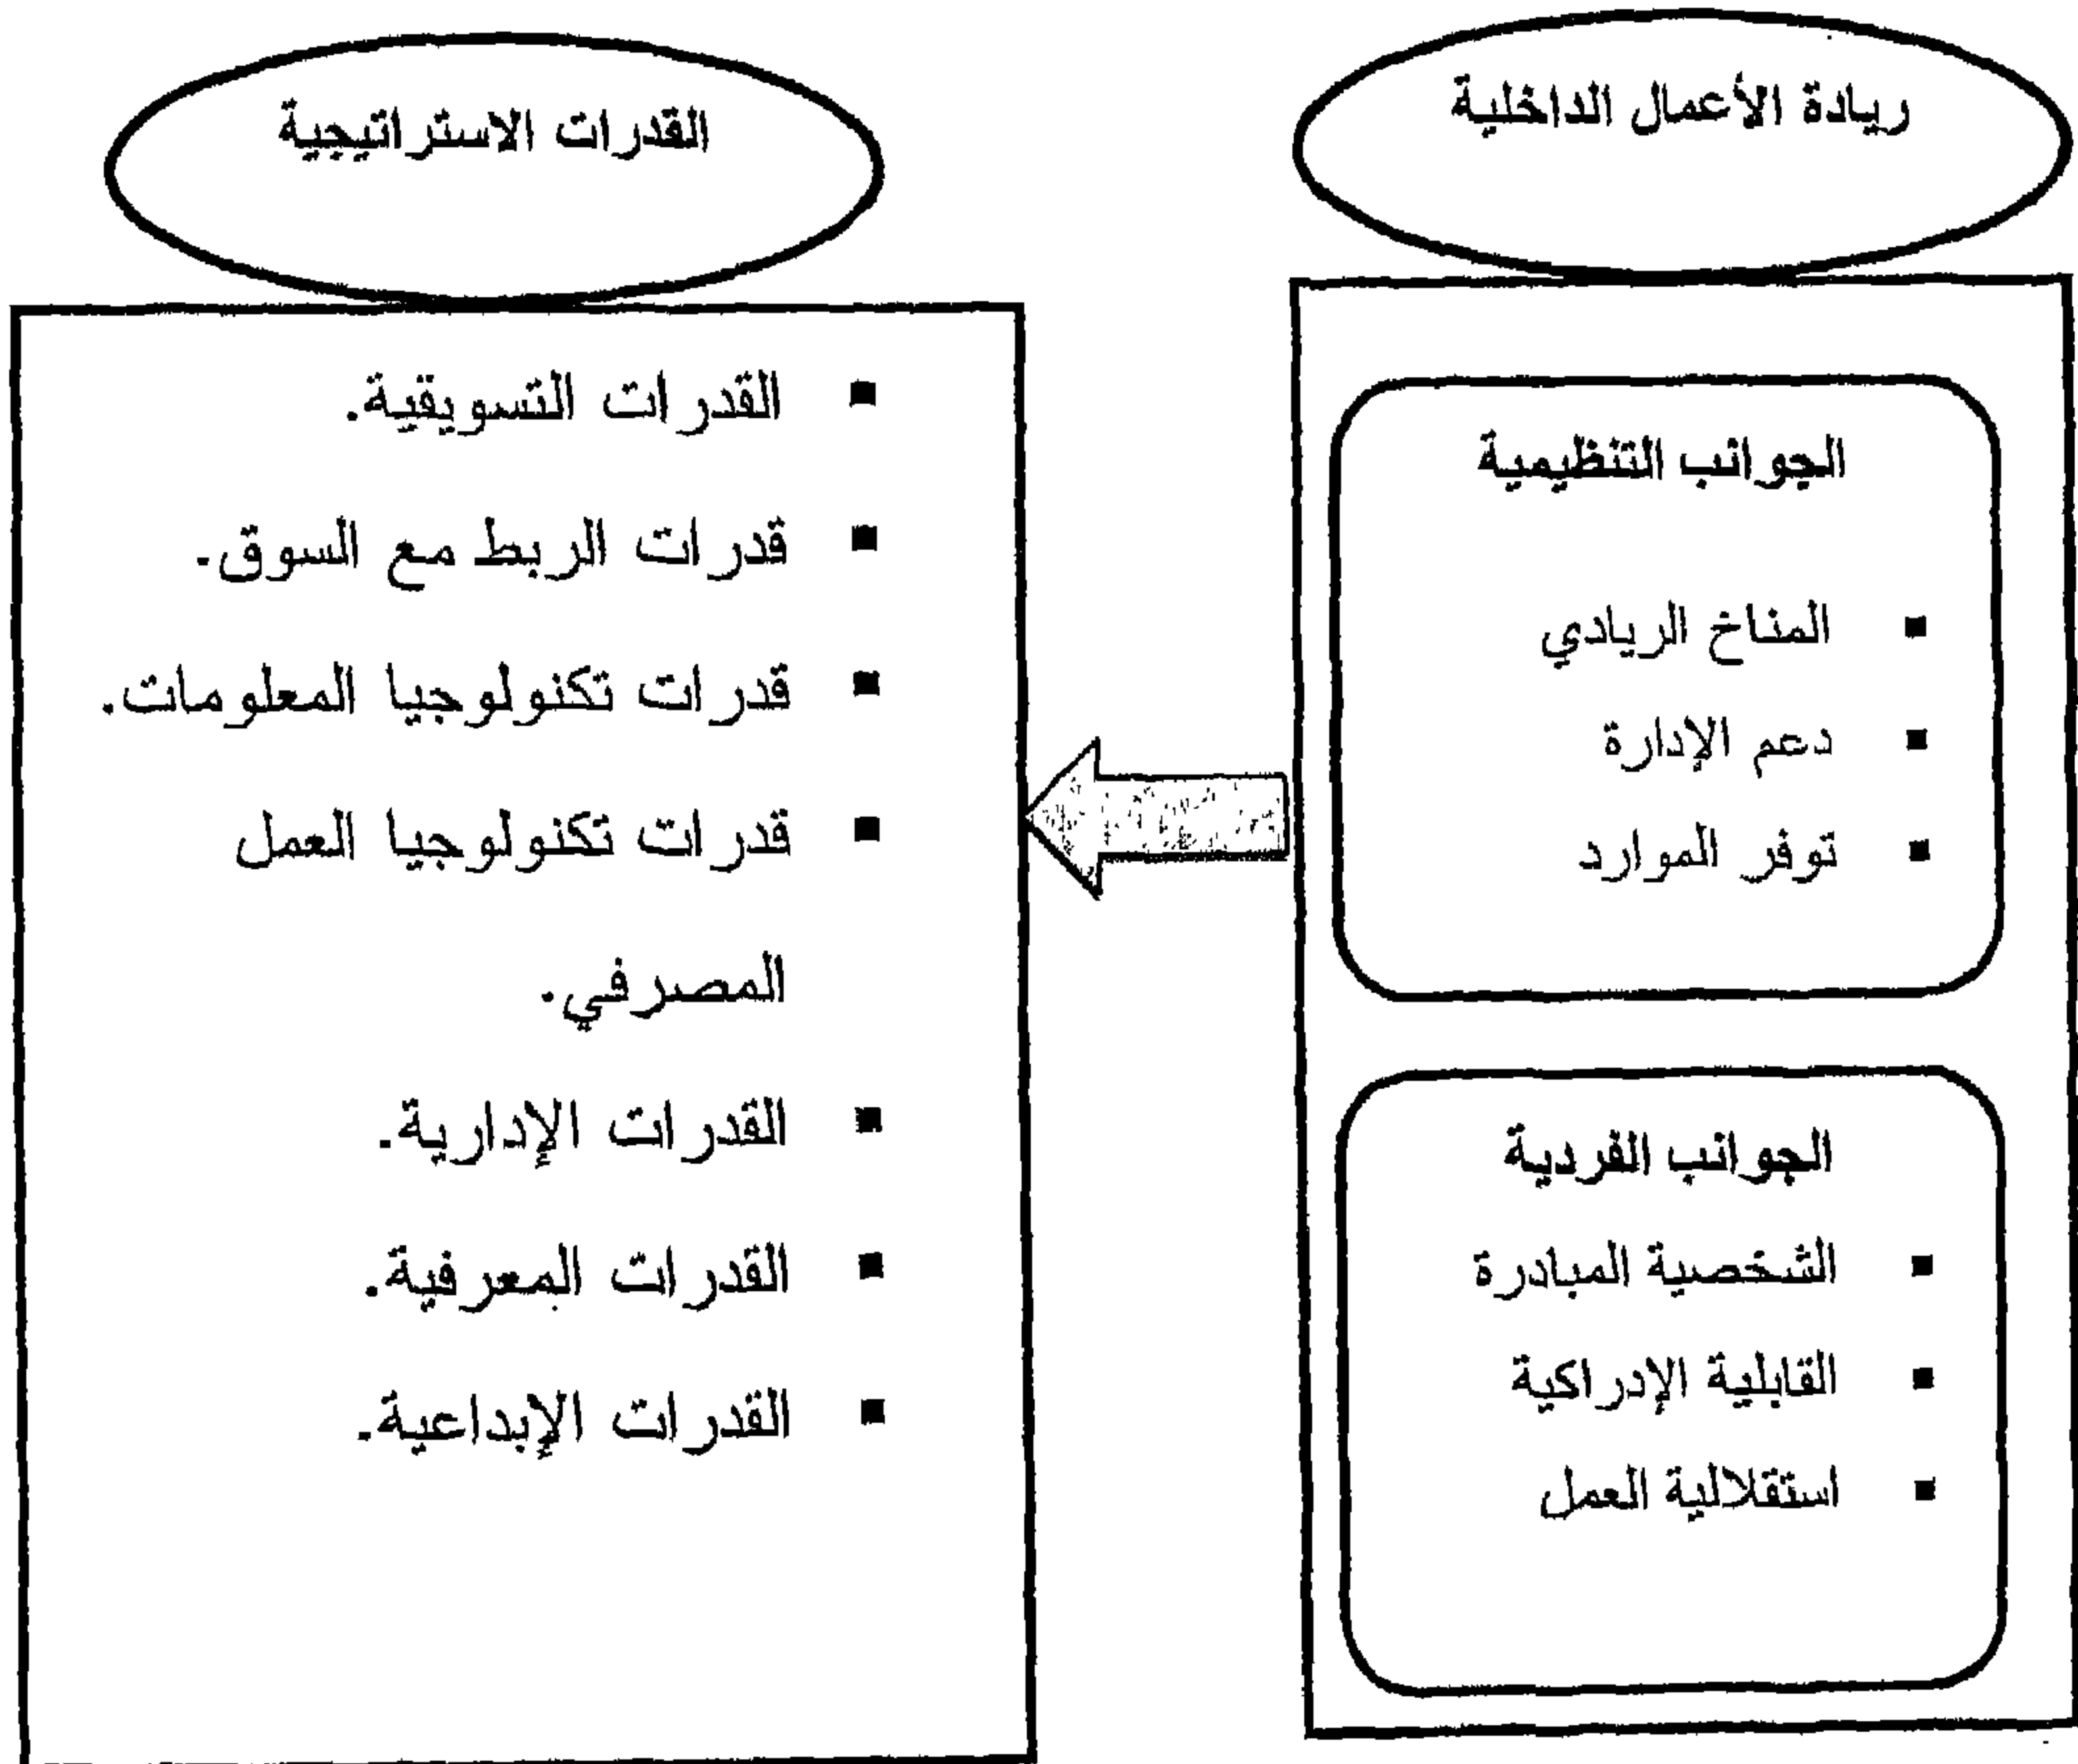 ريادة الأعمال الداخلية
الجوانب التنظيمية
▪ المناخ الريادي
▪ دعم الإدارة
▪ توفر الموارد
الجوانب الفردية
▪ الشخصية المبادرة
▪ القابلية الإدراكية
▪ استقلالية العمل
القدرات الاستراتيجية
▪ القدرات التسويقية.
▪ قدرات الربط مع السوق.
▪ قدرات تكنولوجيا المعلومات.
▪ قدرات تكنولوجيا العمل
المصرفي.
▪ القدرات الإدارية.
▪ القدرات المعرفية.
▪ القدرات الإبداعية.